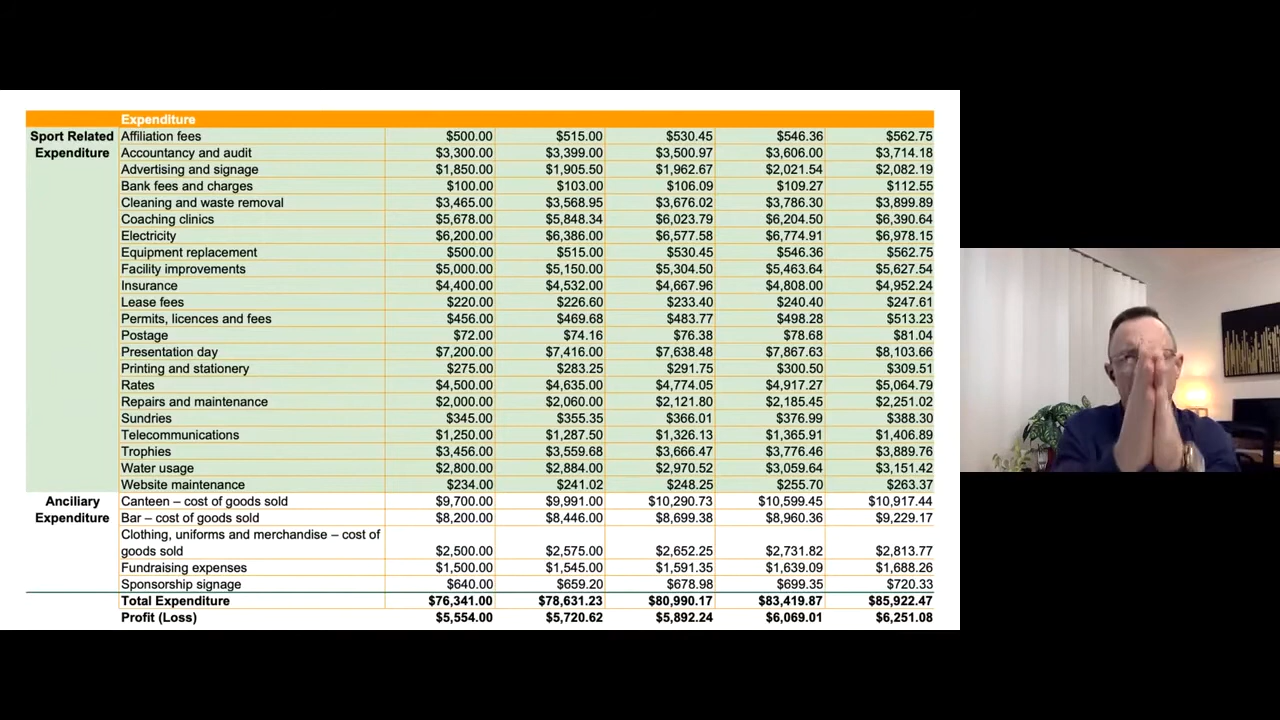 Expenditure
Sport Related Affiliation fees $500.00 $515.00 $530.45 $546.36 $562.75
Expenditure Accountancy and audit $3,300.00 $3,399.00 $3,500.97 $3,606.00 $3,714.18
Advertising and signage $1,850.00 $1,905.50 $1,962.67 $2,021.54 $2,082.19
Bank fees and charges $100.00 $103.00 $106.09 $109.27 $112.55
Cleaning and waste removal $3,465.00 $3,568.95 $3,676.02 $3,786.30 $3,899.89
Coaching clinics $5,678.00 $5,848.34 $6,023.79 $6,204.50 $6,390.64
Electricity $6,200.00 $6,386.00 $6,577.58 $6,774.91 $6,978.15
Equipment replacement $500.00 $515.00 $530.45 $546.36 $562.75
Facility improvements $5,000.00 $5,150.00 $5,304.50 $5,463.64 $5,627.54
Insurance $4,400.00 $4,532.00 $4,667.96 $4,808.00 $4,952.24
Lease fees $220.00 $226.60 $233.40 $240.40 $247.61
Permits, licences and fees $456.00 $469.68 $483.77 $498.28 $513.23
Postage $72.00 $74.16 $76.38 $78.68 $81.04
Presentation day $7,200.00 $7,416.00 $7,638.48 $7,867.63 $8,103.66
Printing and stationery $275.00 $283.25 $291.75 $300.50 $309.51
Rates $4,500.00 $4,635.00 $4,774.05 $4,917.27 $5,064.79
Repairs and maintenance $2,000.00 $2,060.00 $2,121.80 $2,185.45 $2,251.02
Sundries $345.00 $355.35 $366.01 $376.99 $388.30
Telecommunications $1,250.00 $1,287.50 $1,326.13 $1,365.91 $1,406.89
Trophies $3,456.00 $3,559.68 $3,666.47 $3,776.46 $3,889.76
Water usage $2,800.00 $2,884.00 $2,970.52 $3,059.64 $3,151.42
Website maintenance $234.00 $241.02 $248.25 $255.70 $263.37
Ancillary Canteen – cost of goods sold $9,700.00 $9,991.00 $10,290.73 $10,599.45 $10,917.44
Expenditure Bar – cost of goods sold $8,200.00 $8,446.00 $8,699.38 $8,960.36 $9,229.17
Clothing, uniforms and merchandise – cost of
goods sold $2,500.00 $2,575.00 $2,652.25 $2,731.82 $2,813.77
Fundraising expenses $1,500.00 $1,545.00 $1,591.35 $1,639.09 $1,688.26
Sponsorship signage $640.00 $659.20 $678.98 $699.35 $720.33
Total Expenditure $76,341.00 $78,631.23 $80,990.17 $83,419.87 $85,922.47
Profit (Loss) $5,554.00 $5,720.62 $5,892.24 $6,069.01 $6,251.08